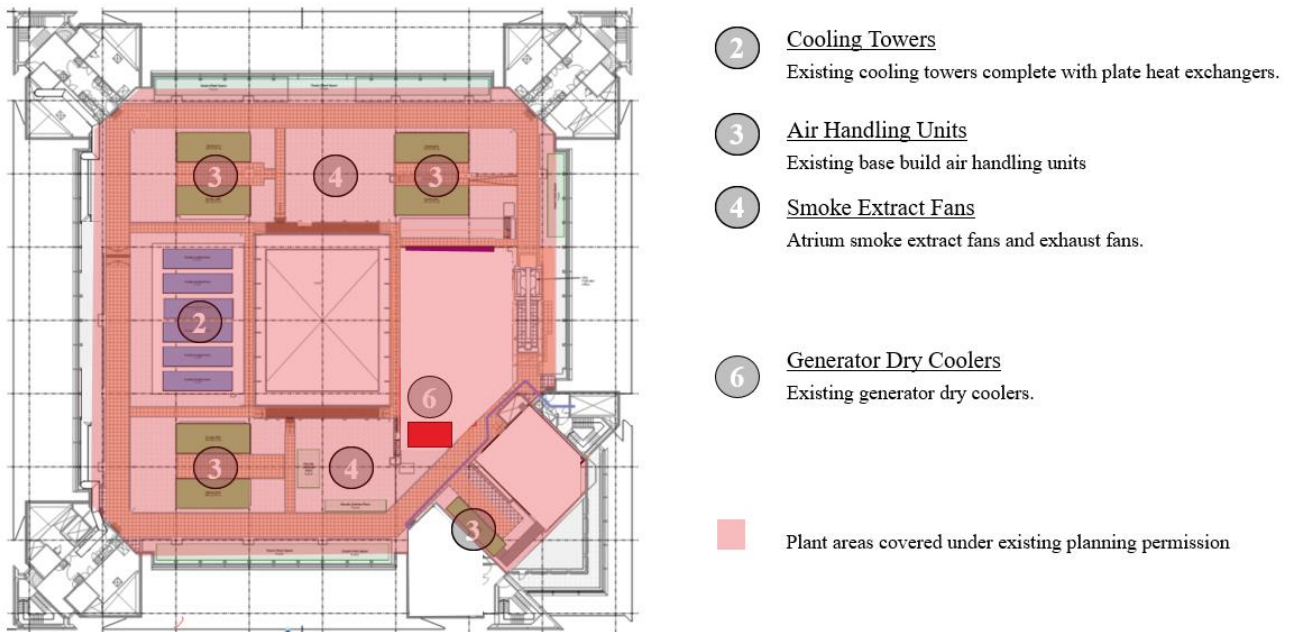 3
4
3
2
6
3
4
3
2
Cooling Towers
Existing cooling towers complete with plate heat exchangers.
3
Air Handling Units
Existing base build air handling units
4
Smoke Extract Fans
Atrium smoke extract fans and exhaust fans.
6
Generator Dry Coolers
Existing generator dry coolers.
Plant areas covered under existing planning permission